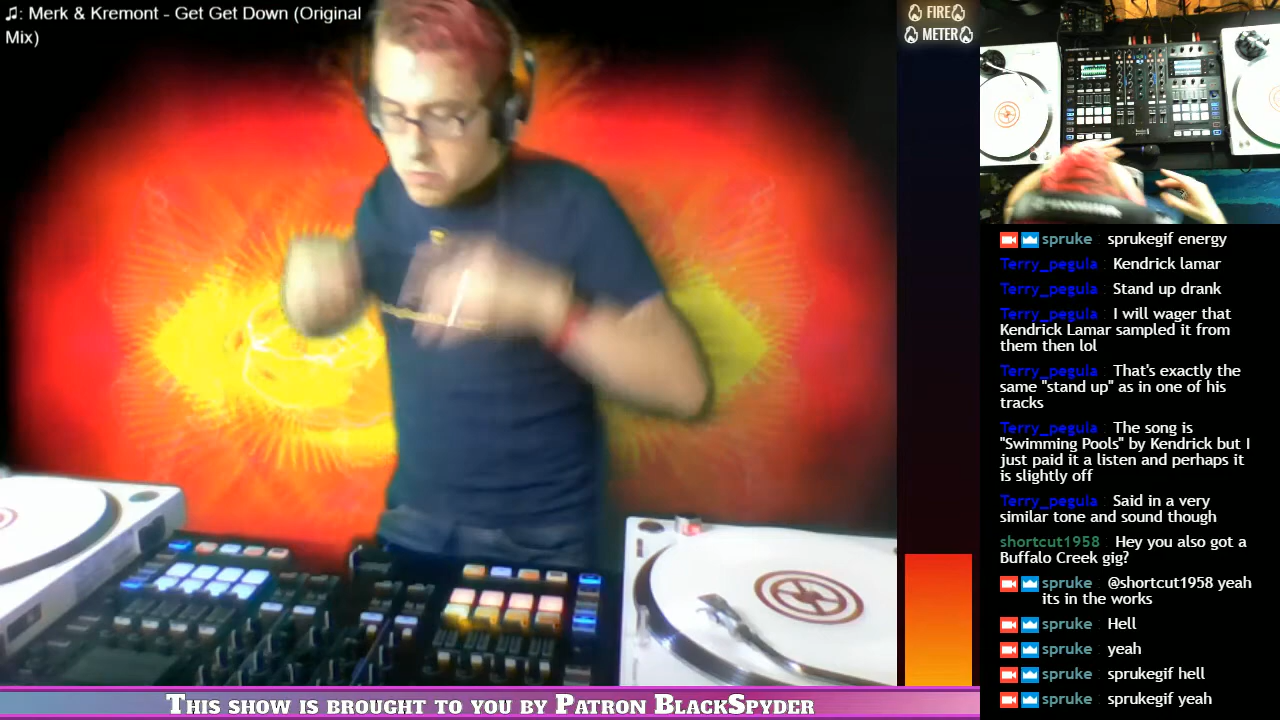 ♫: Merk & Kremont - Get Get Down (Original
Mix)
FIRE
METER
spruke : sprukegif energy
Terry_pegula : Kendrick lamar
Terry_pegula : Stand up drank
Terry_pegula : I will wager that
Kendrick Lamar sampled it from
them then lol
Terry_pegula : That's exactly the
same "stand up" as in one of his
tracks
Terry_pegula : The song is
"Swimming Pools" by Kendrick but I
just paid it a listen and perhaps it
is slightly off
Terry_pegula : Said in a very
similar tone and sound though
shortcut1958 : Hey you also got a
Buffalo Creek gig?
spruke : @shortcut1958 yeah
its in the works
spruke : Hell
spruke : yeah
spruke : sprukegif hell
spruke : sprukegif yeah
This show is brought to you by Patron BlackSpyder